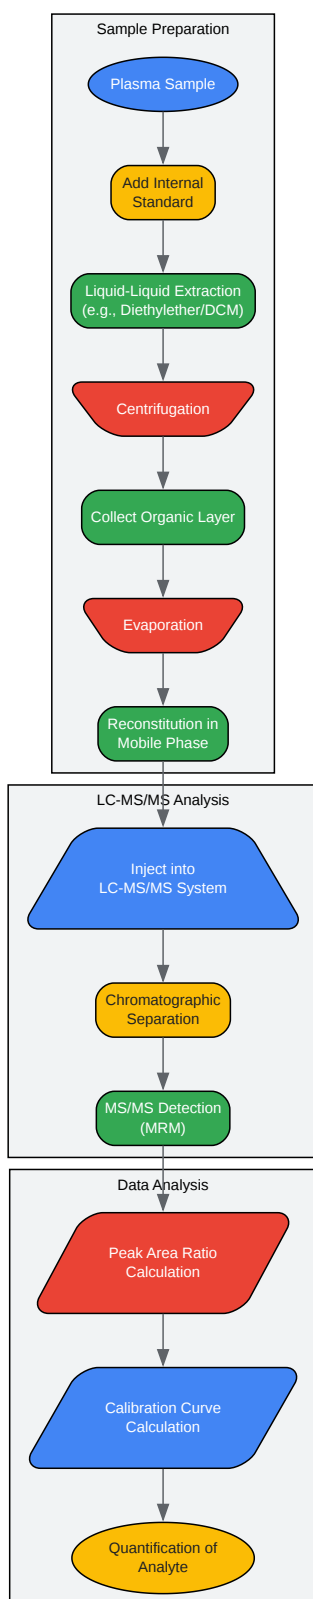 Sample Preparation
Plasma Sample
Add Internal
Standard
Liquid-Liquid Extraction
(e.g., Diethylether/DCM)
Centrifugation
Collect Organic Layer
Evaporation
Reconstitution in
Mobile Phase
LC-MS/MS Analysis
Inject into
LC-MS/MS System
Chromatographic
Separation
MS/MS Detection
(MRM)
Data Analysis
Peak Area Ratio
Calculation
Calibration Curve
Calculation
Quantification of
Analyte